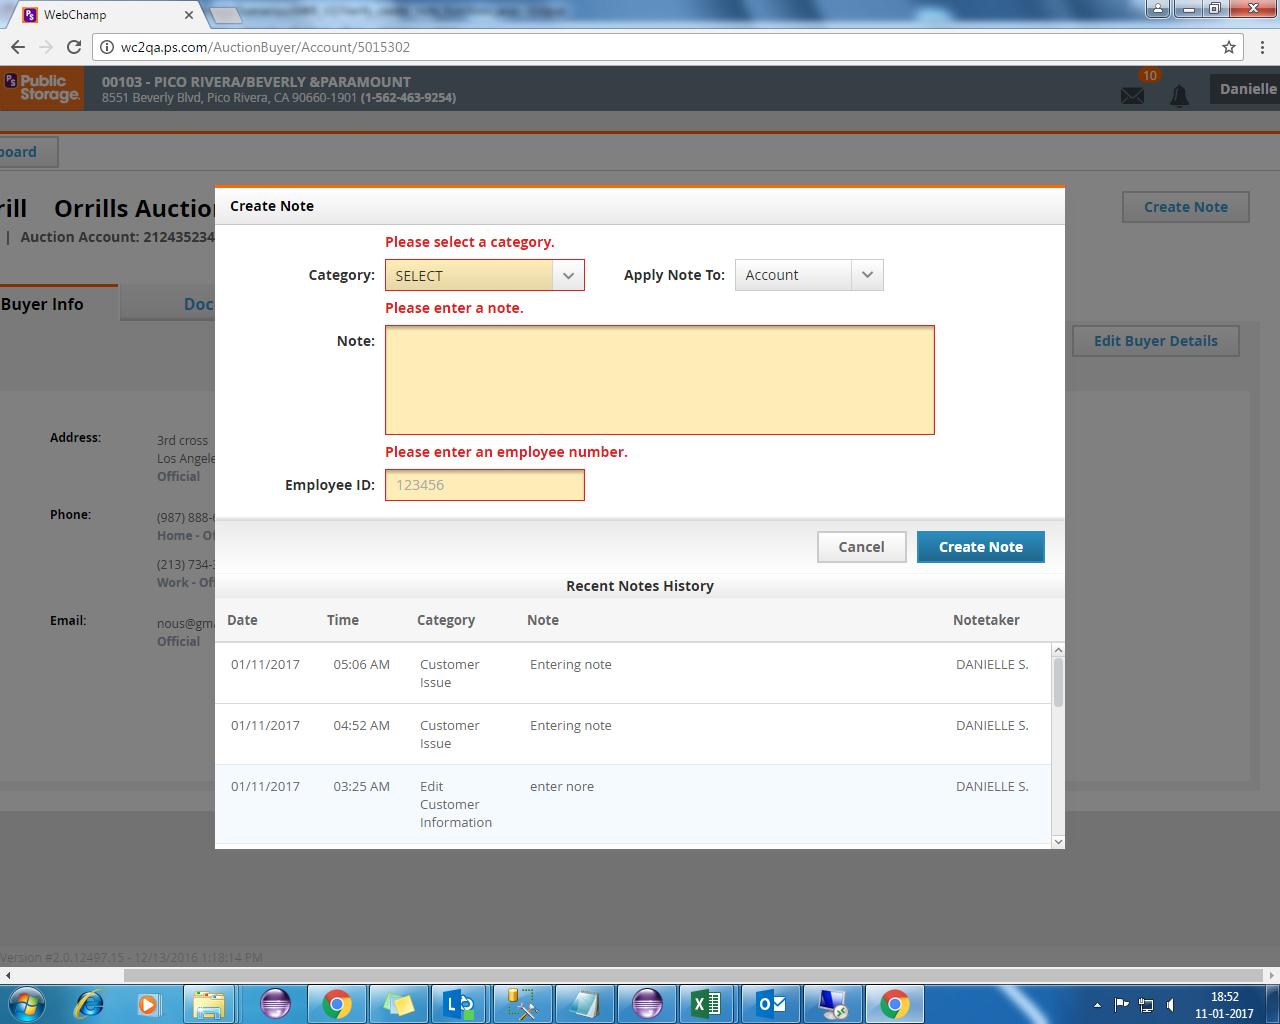 WebChamp
wc2qa.ps.com/AuctionBuyer/Account/5015302
PS Public Storage.
00103 - PICO RIVERA/BEVERLY &PARAMOUNT
8551 Beverly Blvd, Pico Rivera, CA 90660-1901 (1-562-463-9254)
10
Danielle
board
rill Orrills Auction
| Auction Account: 212435234
Create Note
Buyer Info
Doc
Edit Buyer Details
Address:
3rd cross
Los Angele
Official
Phone:
(987) 888-6
Home - Of
(213) 734-3
Work - Off
Email:
nous@gma
Official
Create Note
Please select a category.
Category: SELECT
Apply Note To: Account
Please enter a note.
Note:
Please enter an employee number.
Employee ID: 123456
Cancel
Create Note
Recent Notes History
Date Time Category Note Notetaker
01/11/2017 05:06 AM Customer Entering note DANIELLE S.
Issue
01/11/2017 04:52 AM Customer Entering note DANIELLE S.
Issue
01/11/2017 03:25 AM Edit enter nore DANIELLE S.
Customer
Information
Version #2.0.12497.15 - 12/13/2016 1:18:14 PM
18:52
11-01-2017